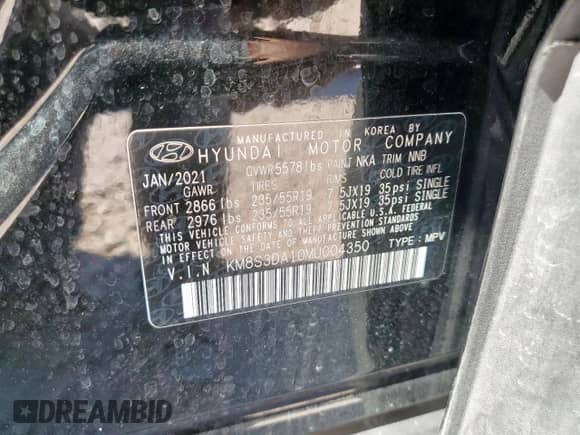 MANUFACTURED IN KOREA BY
HYUNDAI MOTOR COMPANY
JAN/2021 GVWR 5578 lbs PAINT NKA TRIM NNB
GAWR TIRES RMS COLD TIRE INFL
FRONT 2866 lbs 235/55R19 7.5JX19 35psi SINGLE
REAR 2976 lbs 235/55R19 7.5JX19 35psi SINGLE
THIS VEHICLE CONFORMS TO ALL APPLICABLE U.S.A. FEDERAL
MOTOR VEHICLE SAFETY AND THEFT PREVENTION STANDARDS
IN EFFECT ON THE DATE OF MANUFACTURE SHOWN ABOVE.
V.I.N KM8S3DA10MU004350 TYPE: MPV
DREAMBID